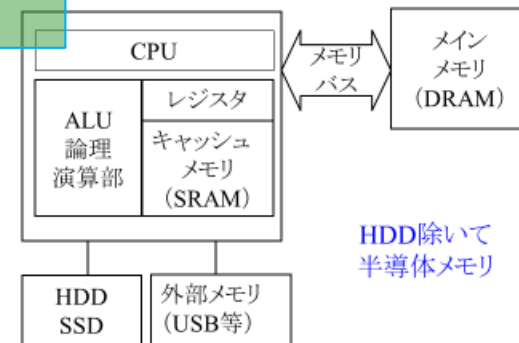 CPU
ALU
論理
演算部
レジスタ
キャッシュ
メモリ
(SRAM)
メモリ
バス
メイン
メモリ
(DRAM)
HDD除いて
半導体メモリ
HDD
SSD
外部メモリ
(USB等)